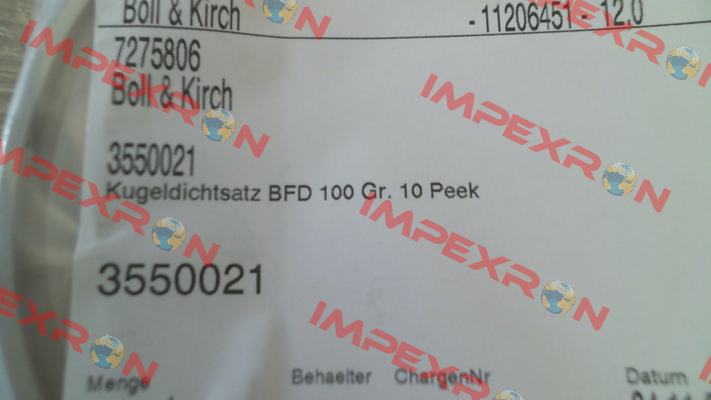 Boll & Kirch - 11206451 - 12.0
7275806
Boll & Kirch
3550021
Kugeldichtsatz BFD 100 Gr. 10 Peek
3550021
Menge Behaelter ChargenNr Datum
IMPEXRON
IMPEXRON
IMPEXRON
IMPEXRON
IMPEXRON
IMPEXRON